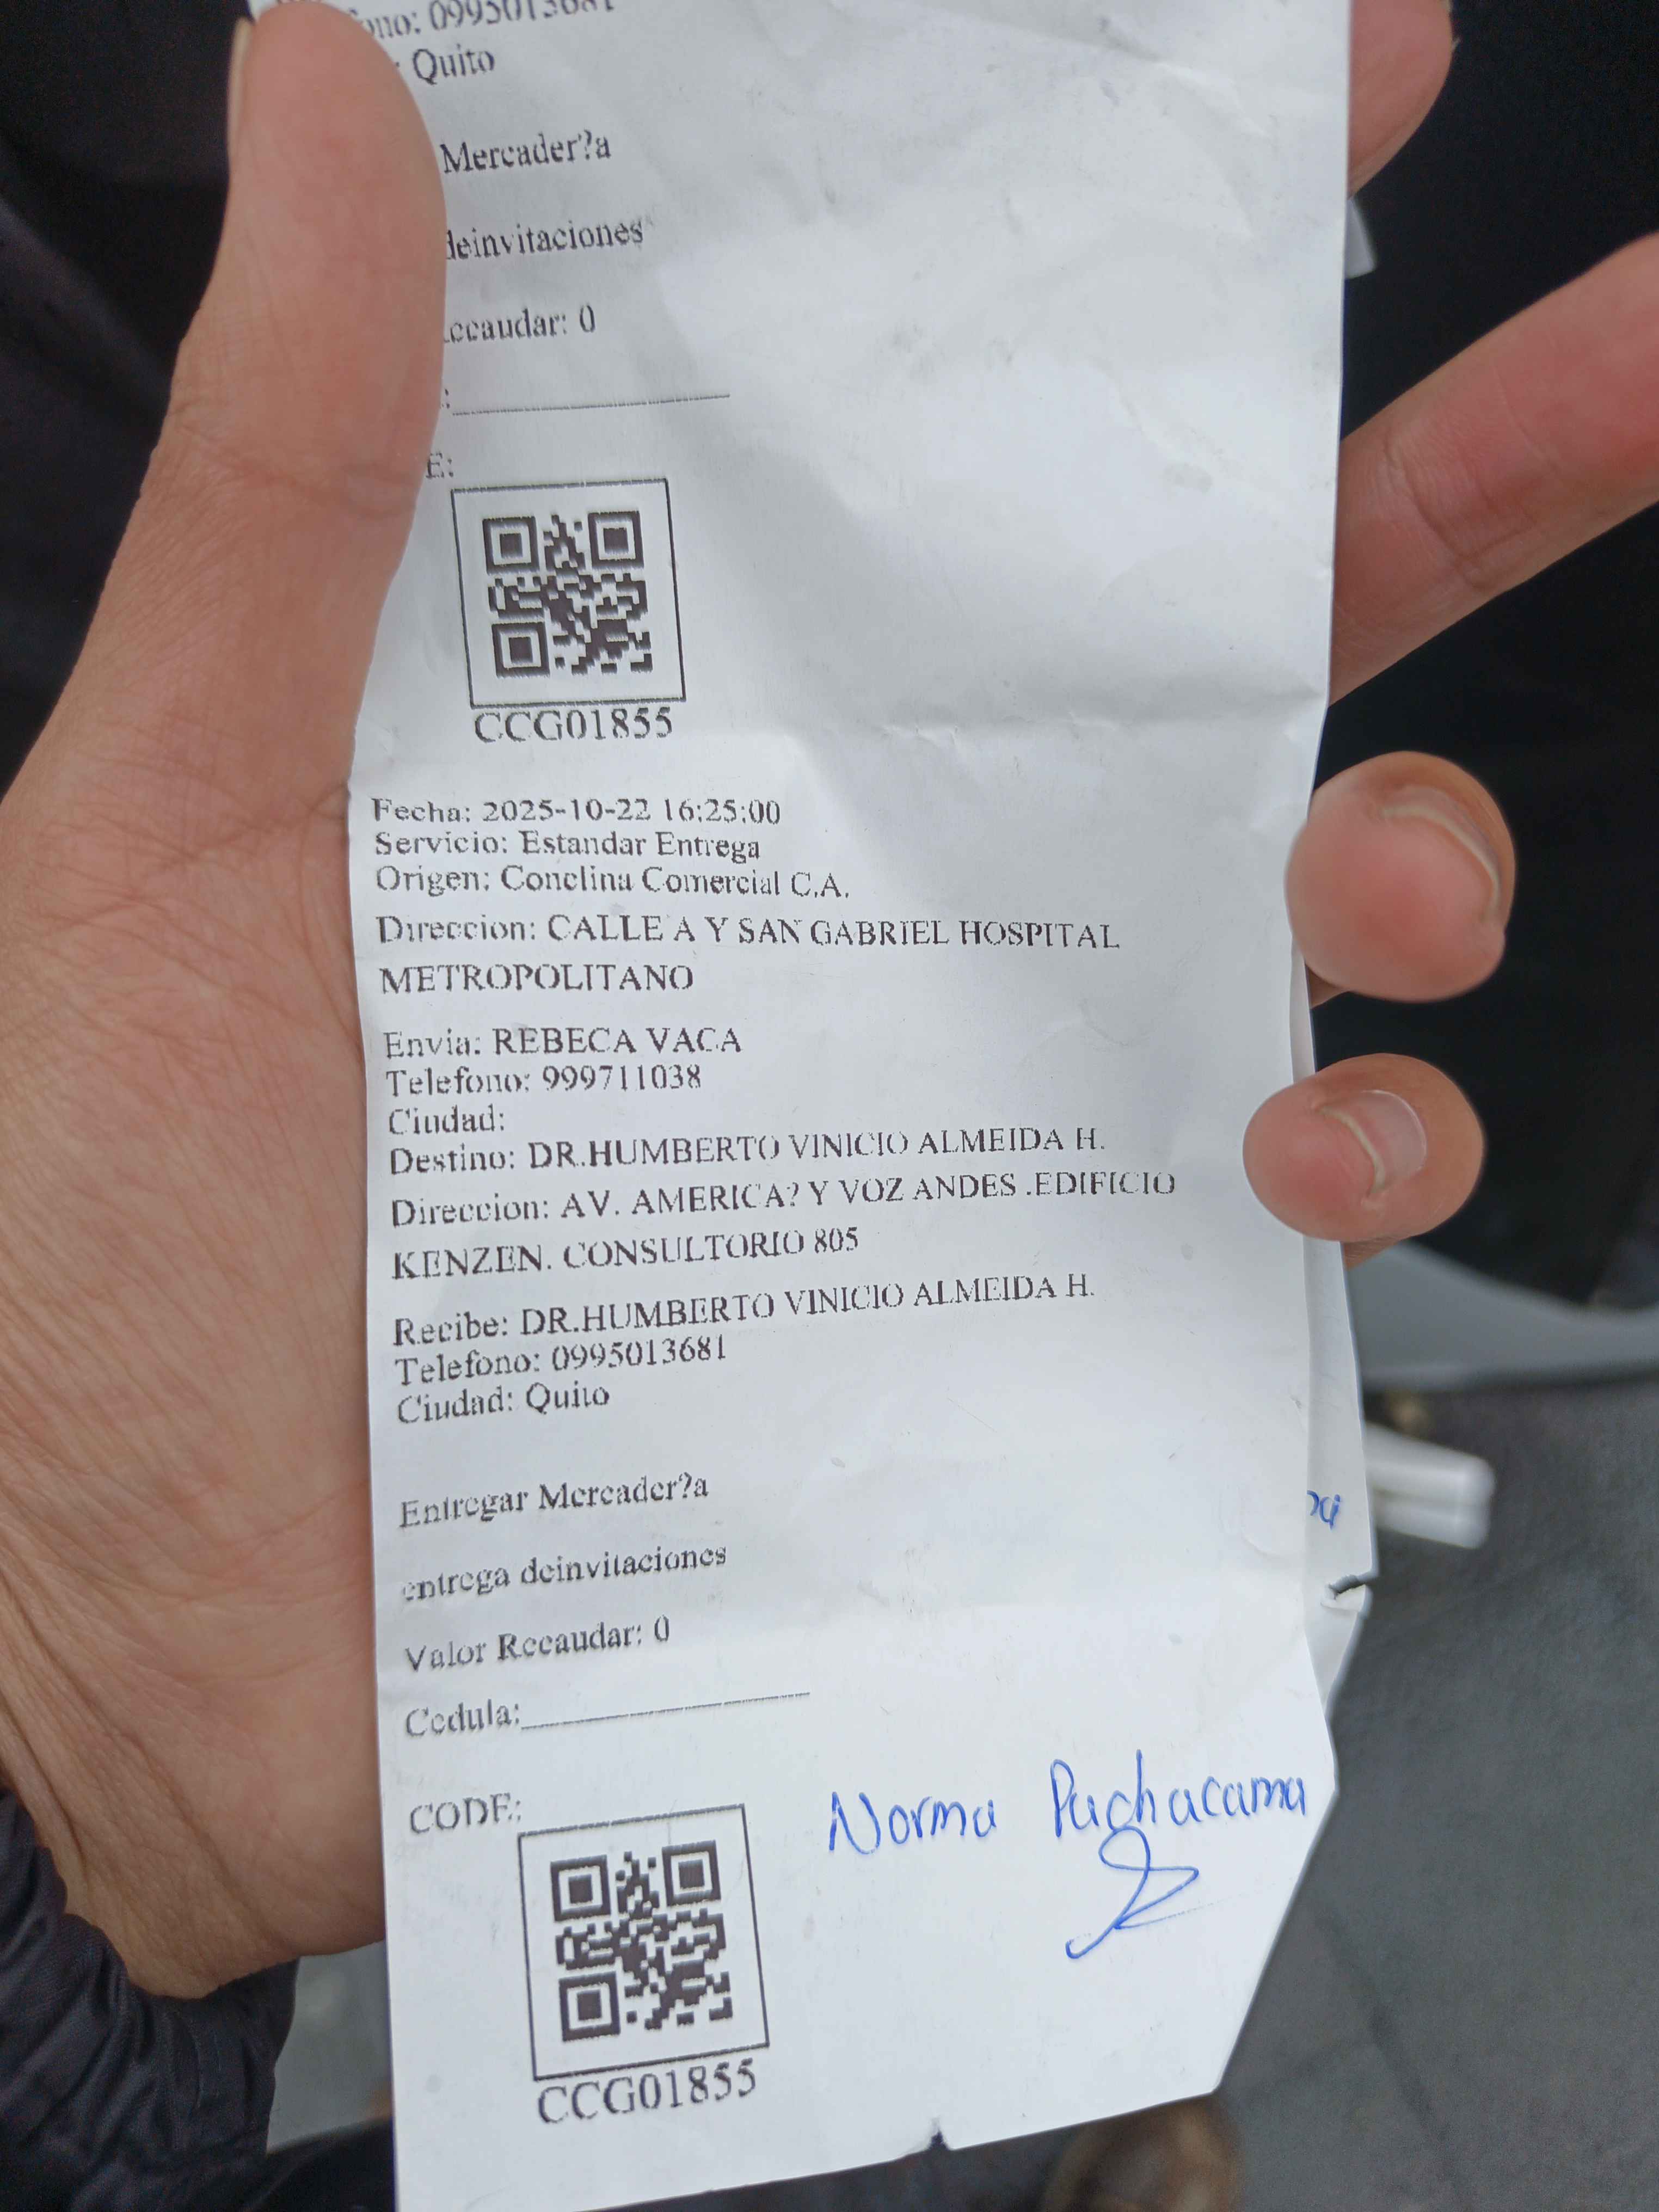 ono: 0995013681
: Quito
Mercader?a
deinvitaciones
ecaudar: 0
:
E:
CCG01855
Fecha: 2025-10-22 16:25:00
Servicio: Estandar Entrega
Origen: Conclina Comercial C.A.
Direccion: CALLE A Y SAN GABRIEL HOSPITAL
METROPOLITANO
Envia: REBECA VACA
Telefono: 999711038
Ciudad:
Destino: DR.HUMBERTO VINICIO ALMEIDA H.
Direccion: AV. AMERICA? Y VOZ ANDES .EDIFICIO
KENZEN. CONSULTORIO 805
Recibe: DR.HUMBERTO VINICIO ALMEIDA H.
Telefono: 0995013681
Ciudad: Quito
Entregar Mercader?a
entrega deinvitaciones
Valor Recaudar: 0
Cedula:
CODE:
Norma Pachacama
CCG01855